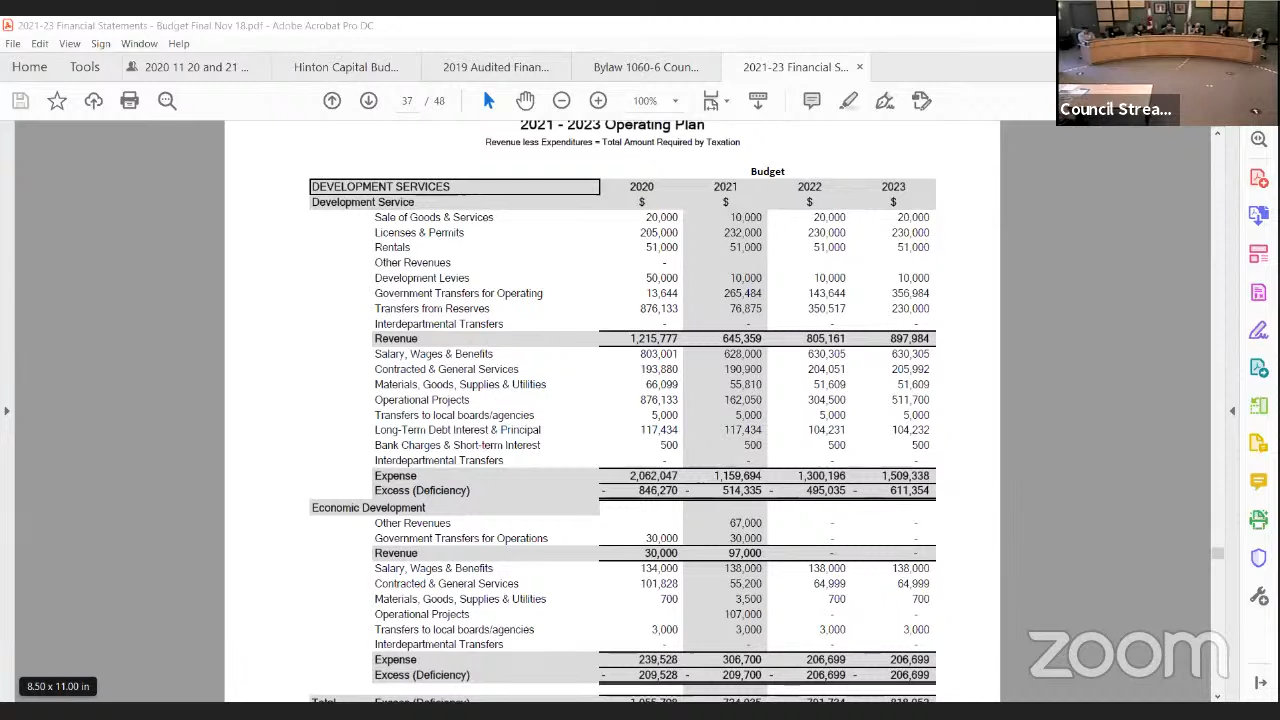 2021-23 Financial Statements - Budget Final Nov 18.pdf - Adobe Acrobat Pro DC
File Edit View Sign Window Help
Home Tools 2020 11 20 and 21 ... Hinton Capital Bud... 2019 Audited Finan... Bylaw 1060-6 Coun... 2021-23 Financial S... ×
37 / 48 100%
Council Strea...
2021 - 2023 Operating Plan
Revenue less Expenditures = Total Amount Required by Taxation
Budget
DEVELOPMENT SERVICES 2020 2021 2022 2023
Development Service $ $ $ $
Sale of Goods & Services 20,000 10,000 20,000 20,000
Licenses & Permits 205,000 232,000 230,000 230,000
Rentals 51,000 51,000 51,000 51,000
Other Revenues -
Development Levies 50,000 10,000 10,000 10,000
Government Transfers for Operating 13,644 265,484 143,644 356,984
Transfers from Reserves 876,133 76,875 350,517 230,000
Interdepartmental Transfers - - - -
Revenue 1,215,777 645,359 805,161 897,984
Salary, Wages & Benefits 803,001 628,000 630,305 630,305
Contracted & General Services 193,880 190,900 204,051 205,992
Materials, Goods, Supplies & Utilities 66,099 55,810 51,609 51,609
Operational Projects 876,133 162,050 304,500 511,700
Transfers to local boards/agencies 5,000 5,000 5,000 5,000
Long-Term Debt Interest & Principal 117,434 117,434 104,231 104,232
Bank Charges & Short-term Interest 500 500 500 500
Interdepartmental Transfers - - - -
Expense 2,062,047 1,159,694 1,300,196 1,509,338
Excess (Deficiency) - 846,270 - 514,335 - 495,035 - 611,354
Economic Development
Other Revenues 67,000 - -
Government Transfers for Operations 30,000 30,000 - -
Revenue 30,000 97,000 - -
Salary, Wages & Benefits 134,000 138,000 138,000 138,000
Contracted & General Services 101,828 55,200 64,999 64,999
Materials, Goods, Supplies & Utilities 700 3,500 700 700
Operational Projects 107,000 - -
Transfers to local boards/agencies 3,000 3,000 3,000 3,000
Interdepartmental Transfers - - - -
Expense 239,528 306,700 206,699 206,699
Excess (Deficiency) - 209,528 - 209,700 - 206,699 - 206,699
Total Excess (Deficiency)
8.50 x 11.00 in
zoom